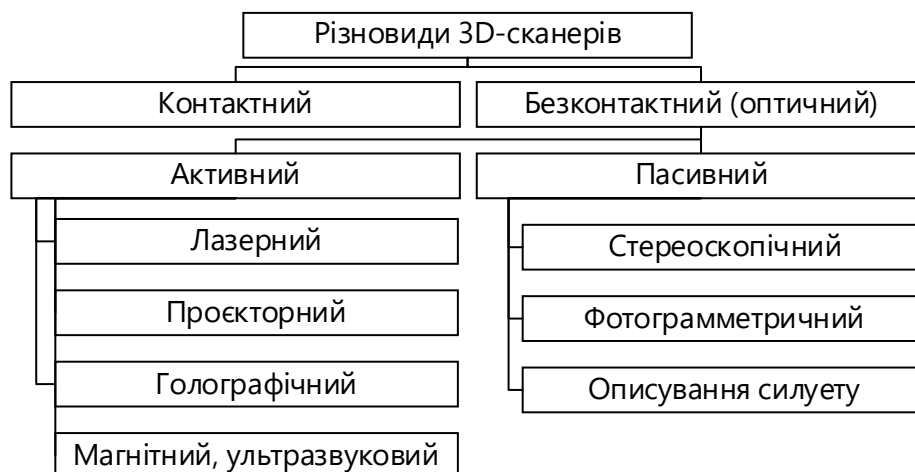 Різновиди 3D-сканерів
Контактний
Безконтактний (оптичний)
Активний
Пасивний
Лазерний
Стереоскопічний
Проєкторний
Фотограмметричний
Голографічний
Описування силуету
Магнітний, ультразвуковий